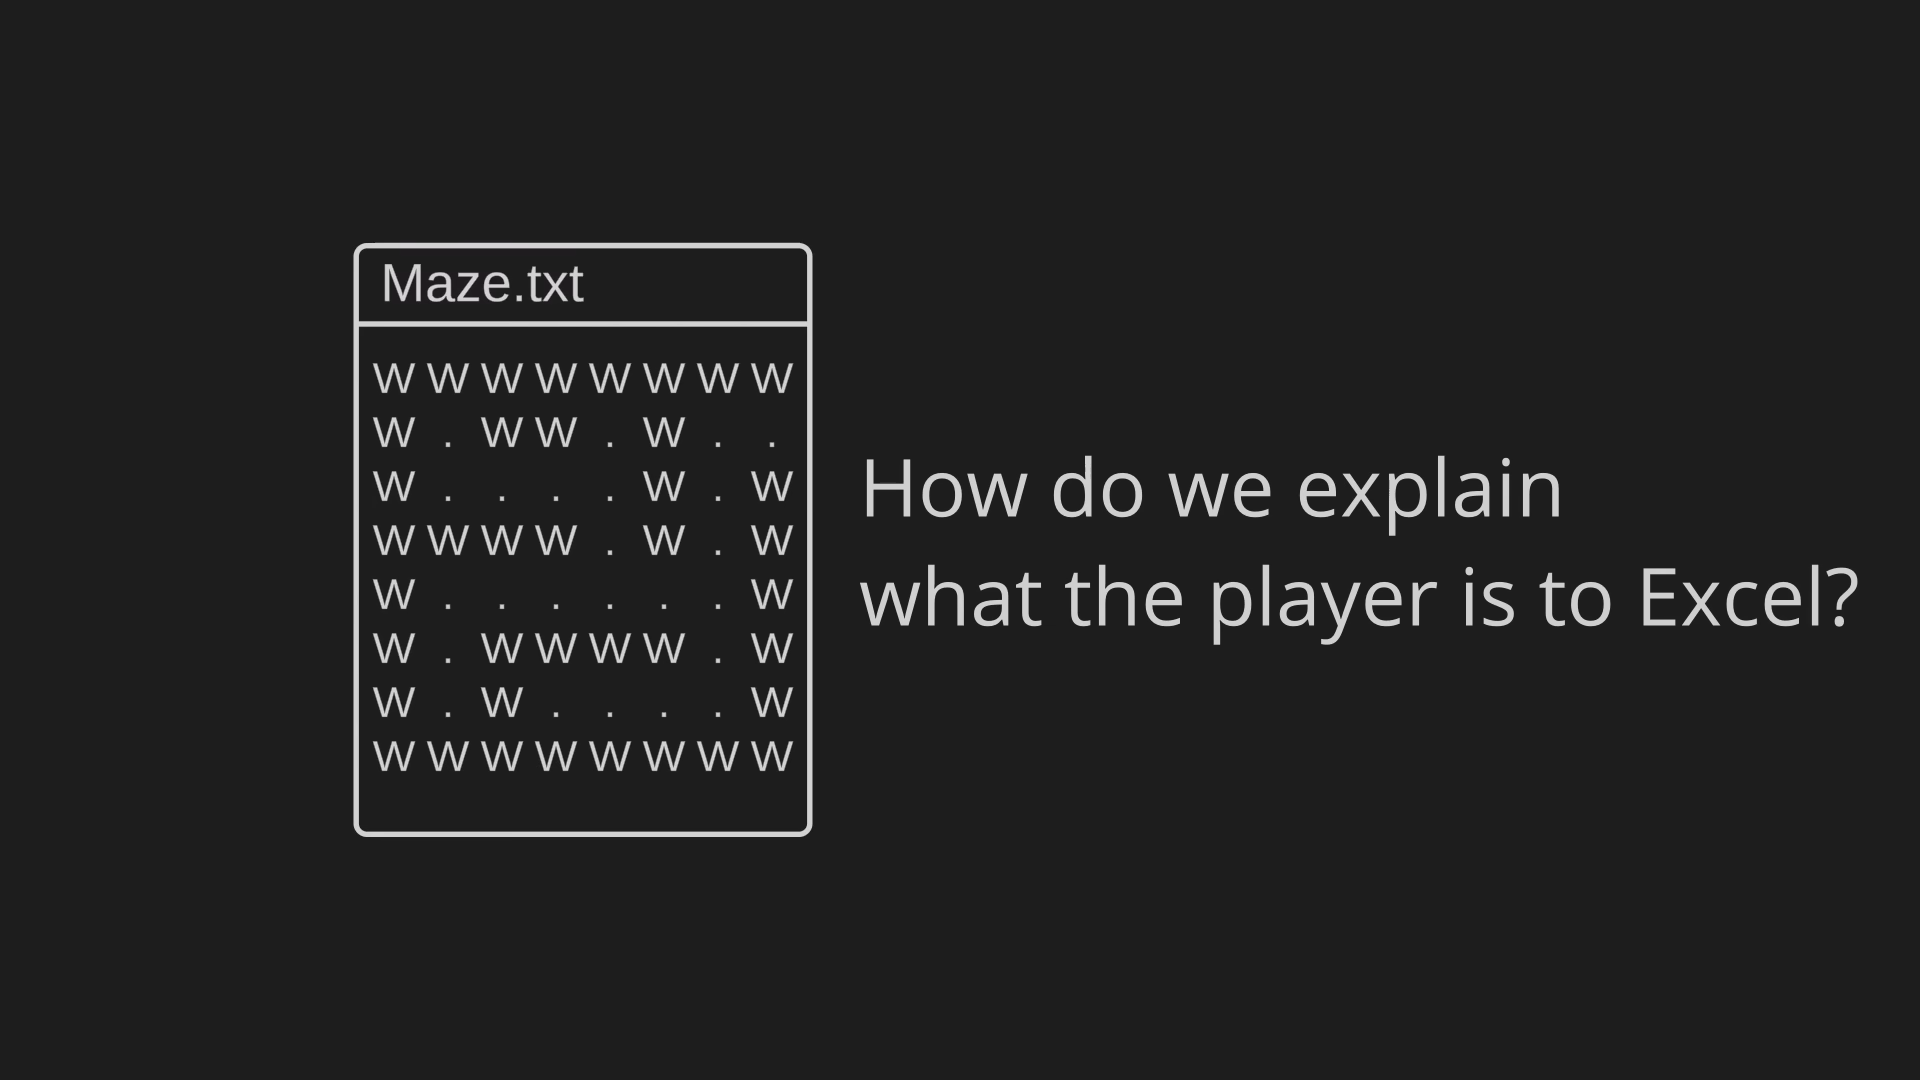 Maze.txt
W W W W W W W W
W . W W . W . .
W . . . . W . W
W W W W . W . W
W . . . . . . W
W . W W W W . W
W . W . . . . W
W W W W W W W W
How do we explain
what the player is to Excel?